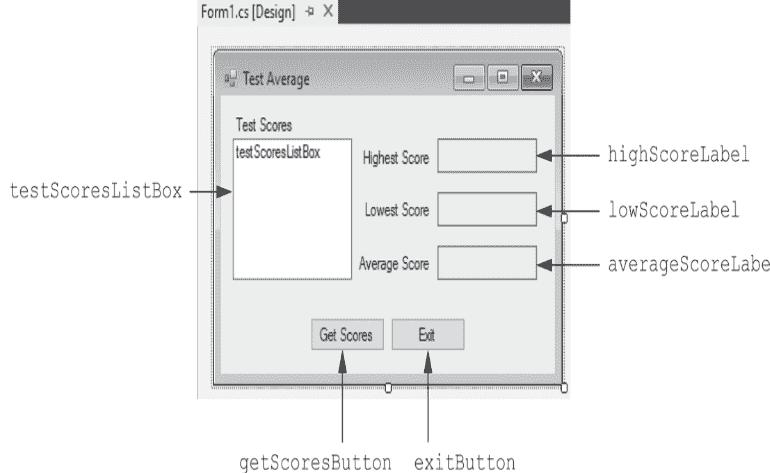 Form1.cs [Design]
Test Average
Test Scores
testScoresListBox
Highest Score
highScoreLabel
testScoresListBox
Lowest Score
lowScoreLabel
Average Score
averageScoreLabe
Get Scores
Exit
getScoresButton
exitButton